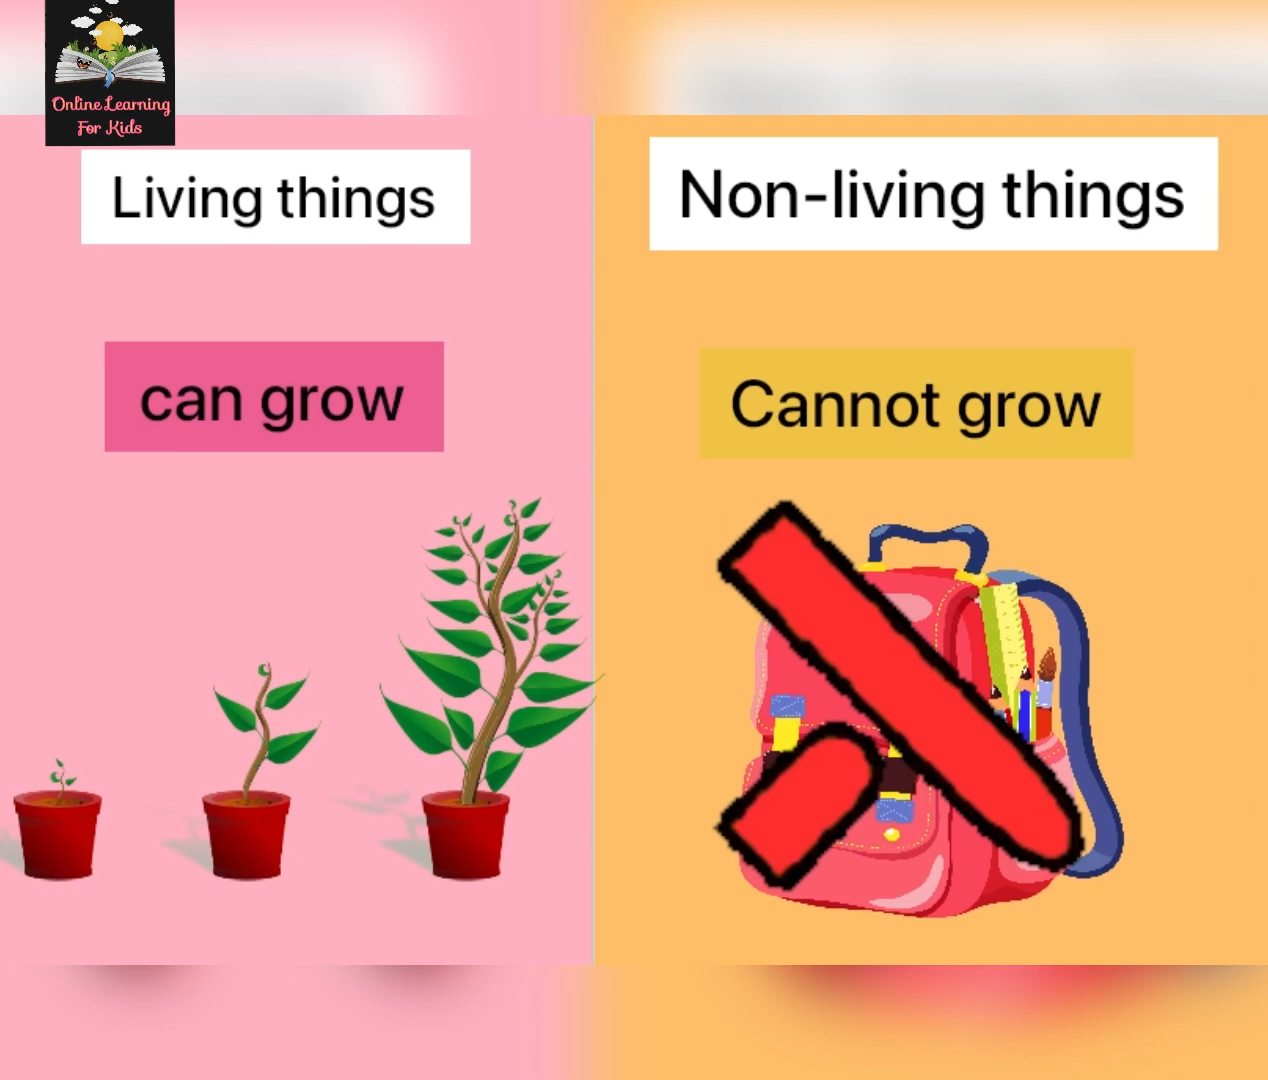 Online Learning
For Kids
Living things
Non-living things
can grow
Cannot grow